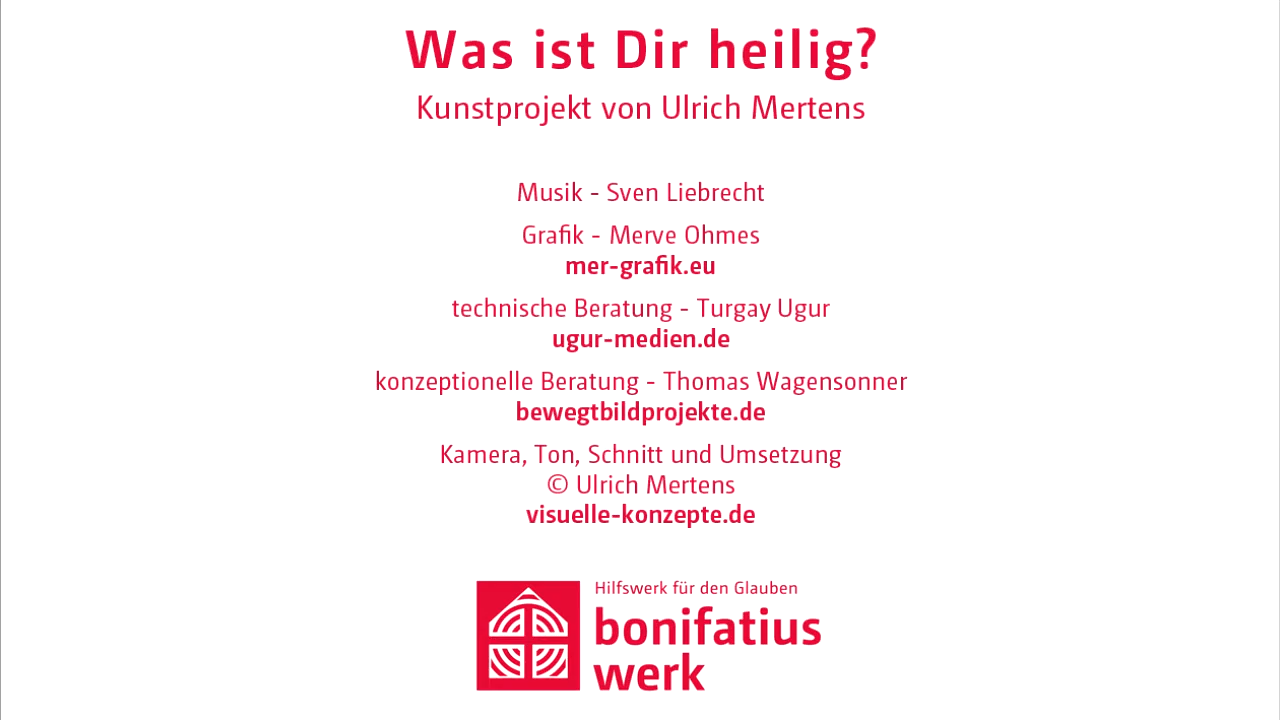 Was ist Dir heilig?
Kunstprojekt von Ulrich Mertens
Musik - Sven Liebrecht
Grafik - Merve Ohmes
mer-grafik.eu
technische Beratung - Turgay Ugur
ugur-medien.de
konzeptionelle Beratung - Thomas Wagensonner
bewegtbildprojekte.de
Kamera, Ton, Schnitt und Umsetzung
© Ulrich Mertens
visuelle-konzepte.de
Hilfswerk für den Glauben
bonifatius
werk